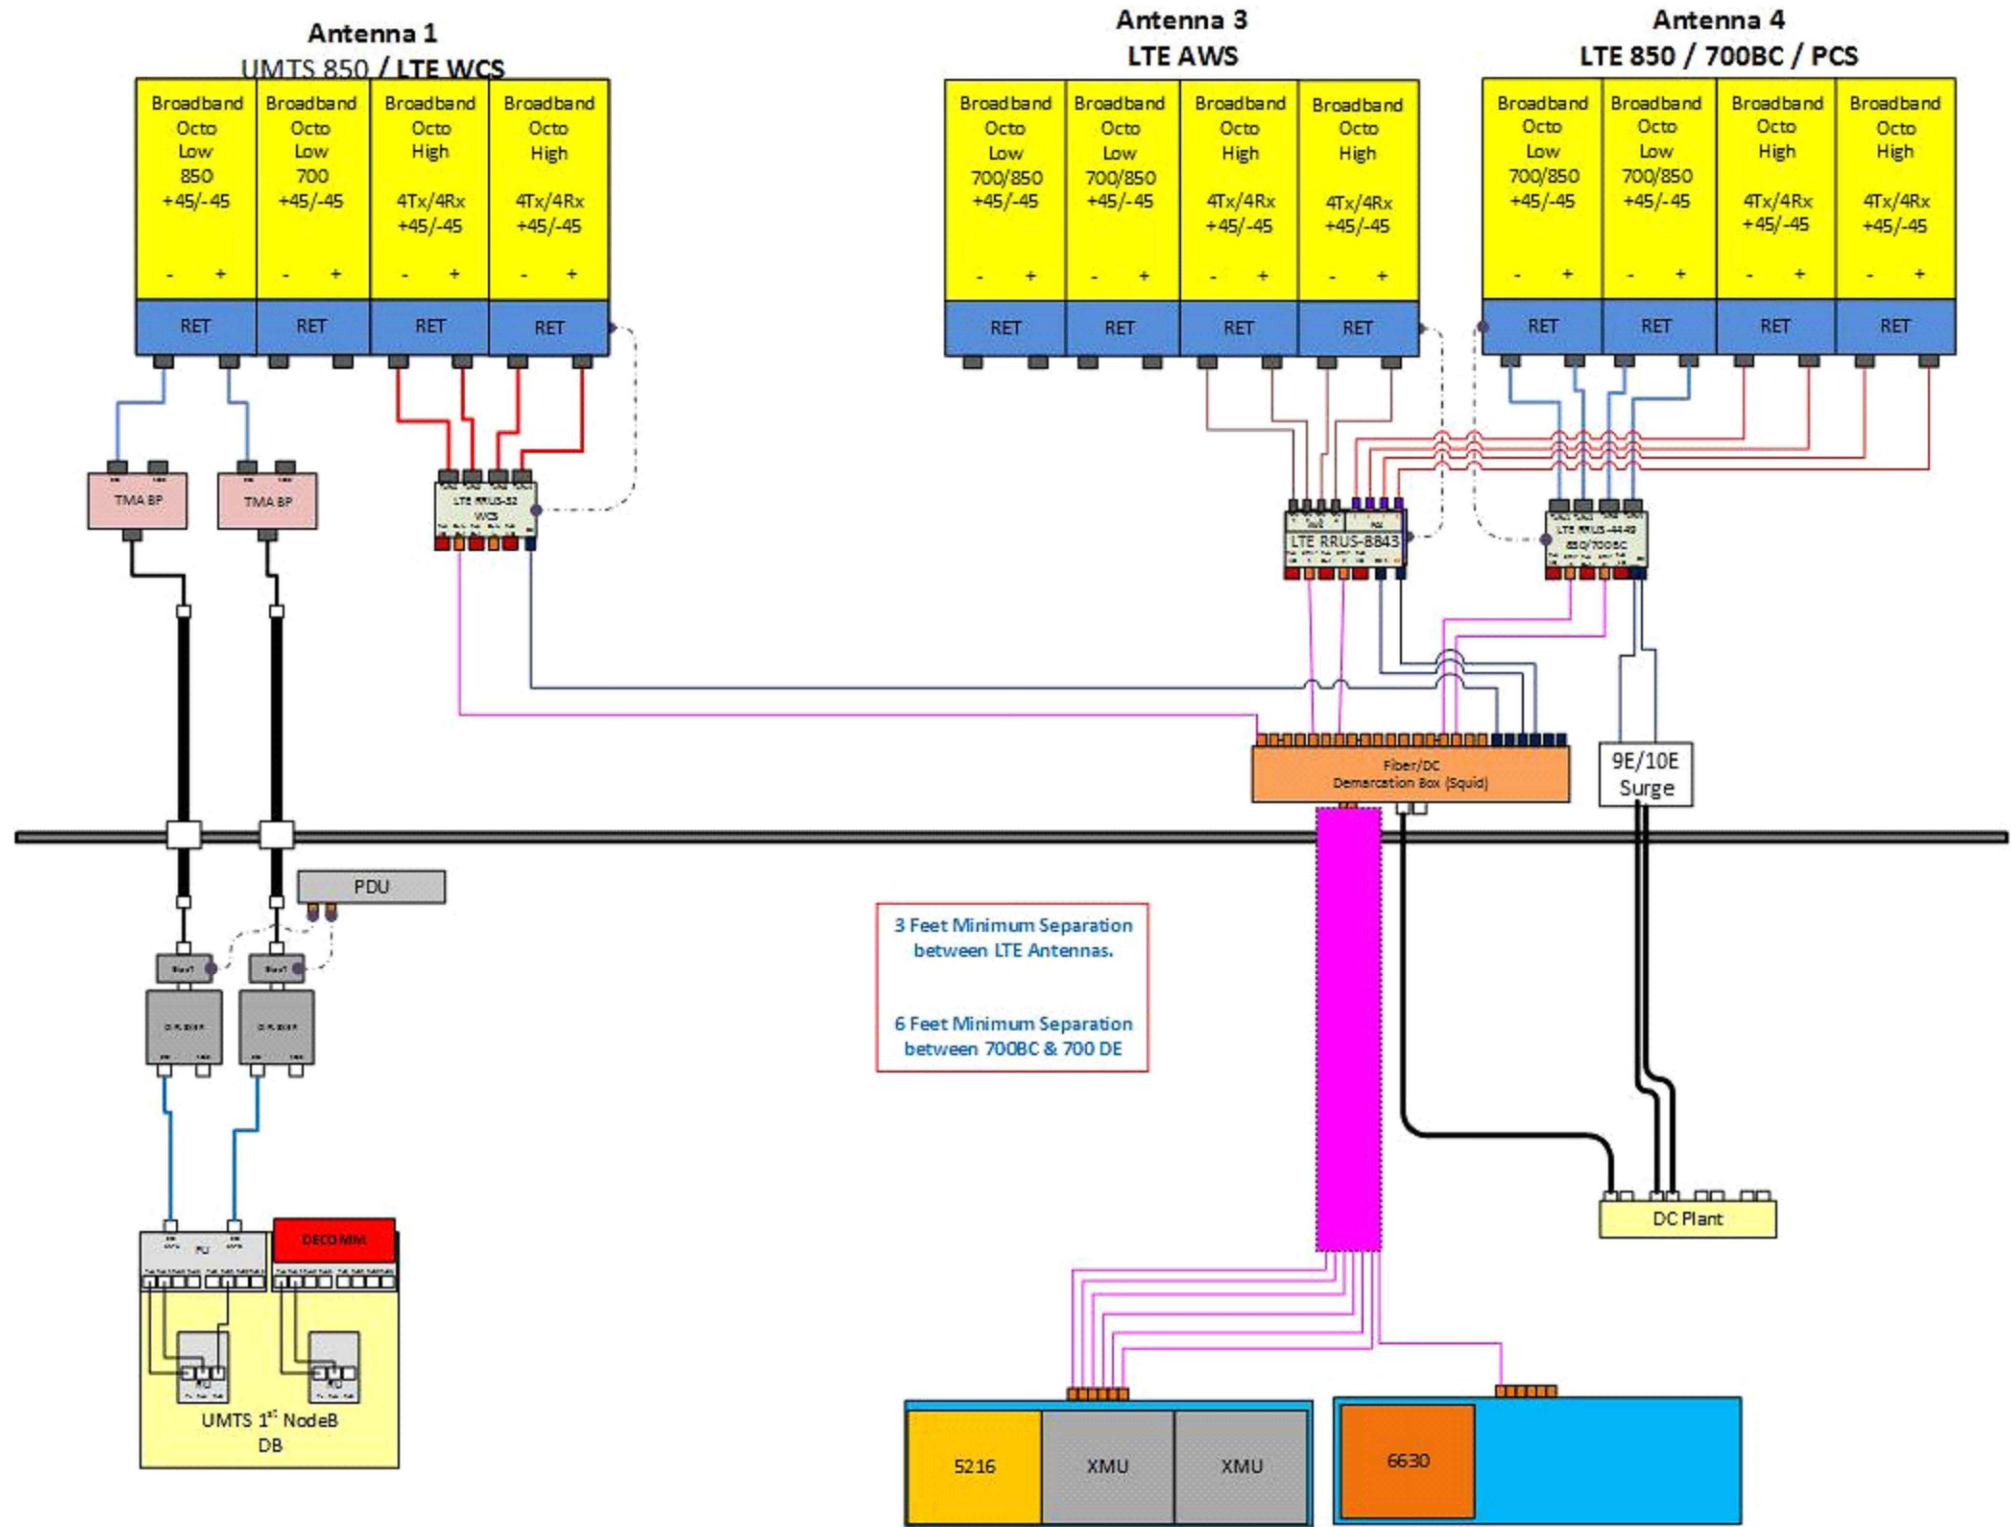 Antenna 1
UMTS 850 / LTE WCS
Antenna 3
LTE AWS
Antenna 4
LTE 850 / 700BC / PCS
Broadband
Octo
Low
850
+45/-45
- +
Broadband
Octo
Low
700
+45/-45
- +
Broadband
Octo
High
4Tx/4Rx
+45/-45
- +
Broadband
Octo
High
4Tx/4Rx
+45/-45
- +
Broadband
Octo
Low
700/850
+45/-45
- +
Broadband
Octo
Low
700/850
+45/-45
- +
Broadband
Octo
High
4Tx/4Rx
+45/-45
- +
Broadband
Octo
High
4Tx/4Rx
+45/-45
- +
Broadband
Octo
Low
700/850
+45/-45
- +
Broadband
Octo
Low
700/850
+45/-45
- +
Broadband
Octo
High
4Tx/4Rx
+45/-45
- +
Broadband
Octo
High
4Tx/4Rx
+45/-45
- +
RET
RET
RET
RET
RET
RET
RET
RET
RET
RET
RET
RET
TMA BP
TMA BP
LTE RRUS-32
WCS
LTE RRUS-8843
LTE RRUS-4449
850/700BC
Fiber/DC
Demarcation Box (Squid)
9E/10E
Surge
PDU
3 Feet Minimum Separation
between LTE Antennas.
6 Feet Minimum Separation
between 700BC & 700 DE
DC Plant
DECOMM
UMTS 1st NodeB
DB
5216
XMU
XMU
6630